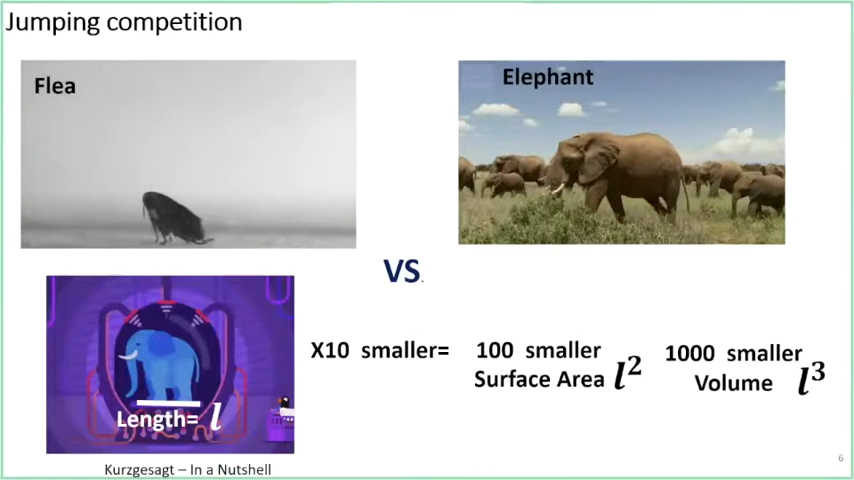 Jumping competition
Flea
Elephant
VS.
X10 smaller= 100 smaller 1000 smaller
Surface Area l² Volume l³
Length= l
Kurzgesagt – In a Nutshell
6